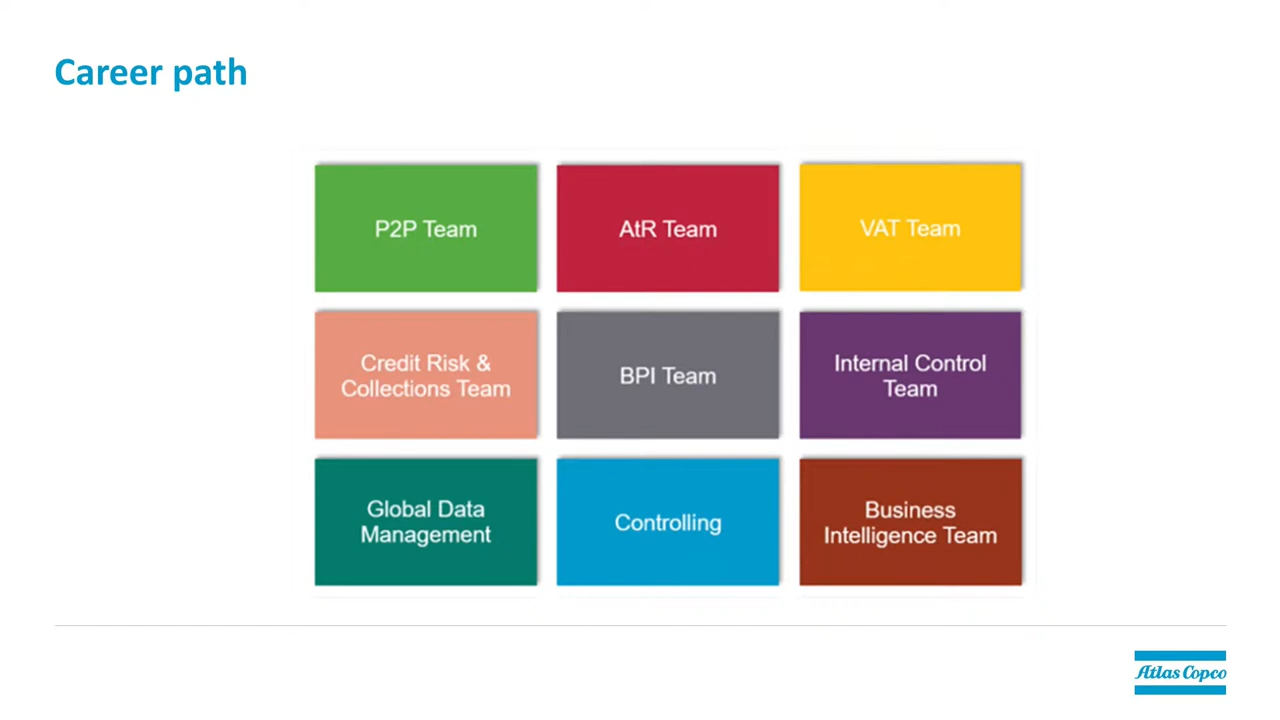 Career path
P2P Team
AtR Team
VAT Team
Credit Risk &
Collections Team
BPI Team
Internal Control
Team
Global Data
Management
Controlling
Business
Intelligence Team
Atlas Copco